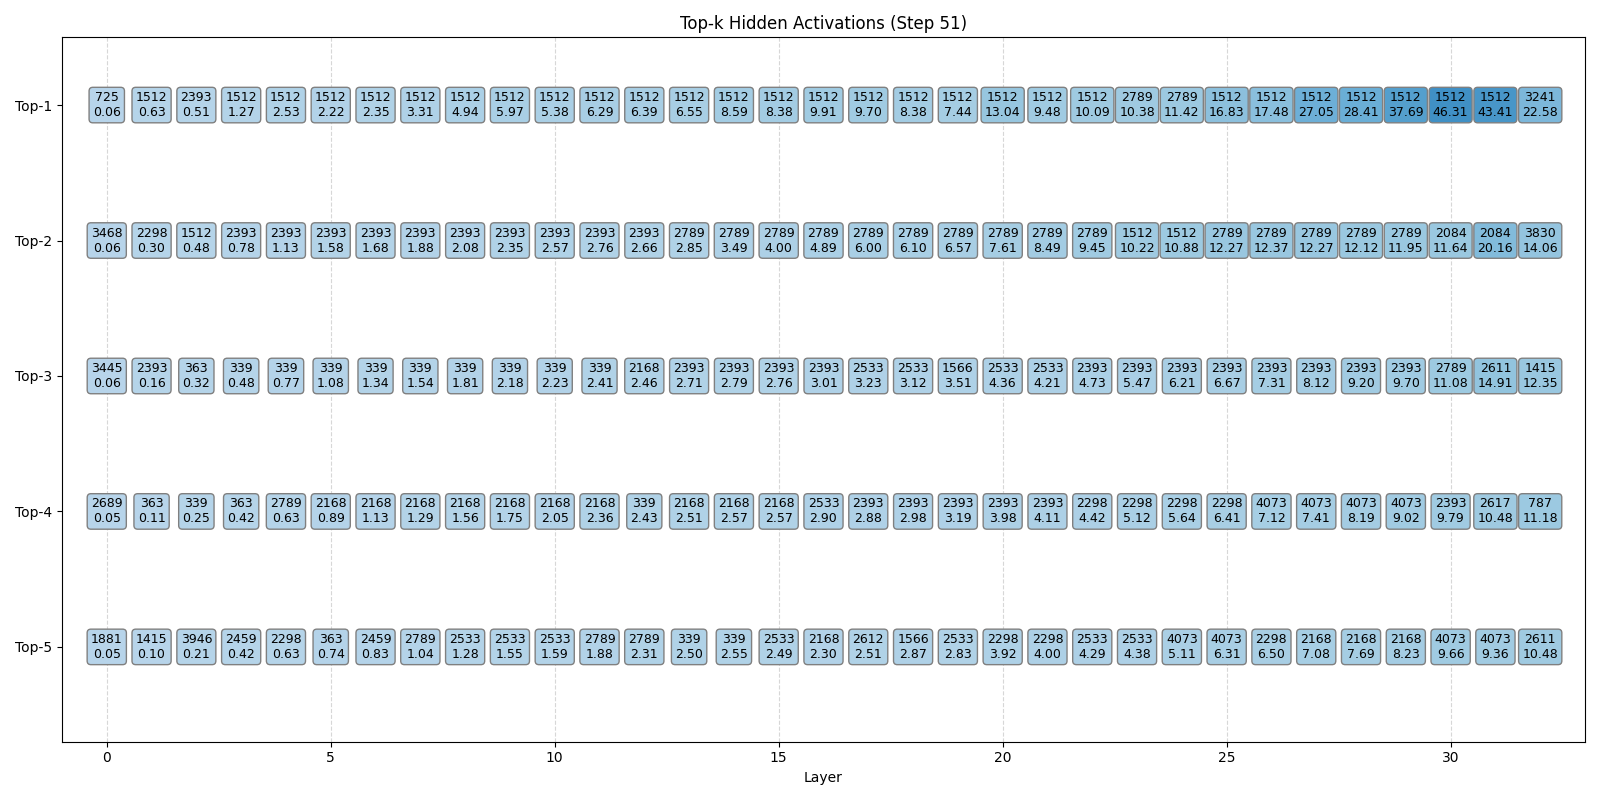 Top-k Hidden Activations (Step 51)
Top-1
725 1512 2393 1512 1512 1512 1512 1512 1512 1512 1512 1512 1512 1512 1512 1512 1512 1512 1512 1512 1512 1512 1512 2789 2789 1512 1512 1512 1512 1512 1512 1512 3241
0.06 0.63 0.51 1.27 2.53 2.22 2.35 3.31 4.94 5.97 5.38 6.29 6.39 6.55 8.59 8.38 9.91 9.70 8.38 7.44 13.04 9.48 10.09 10.38 11.42 16.83 17.48 27.05 28.41 37.69 46.31 43.41 22.58
Top-2
3468 2298 1512 2393 2393 2393 2393 2393 2393 2393 2393 2393 2393 2789 2789 2789 2789 2789 2789 2789 2789 2789 2789 1512 1512 2789 2789 2789 2789 2789 2084 2084 3830
0.06 0.30 0.48 0.78 1.13 1.58 1.68 1.88 2.08 2.35 2.57 2.76 2.66 2.85 3.49 4.00 4.89 6.00 6.10 6.57 7.61 8.49 9.45 10.22 10.88 12.27 12.37 12.27 12.12 11.95 11.64 20.16 14.06
Top-3
3445 2393 363 339 339 339 339 339 339 339 339 339 2168 2393 2393 2393 2393 2533 2533 1566 2533 2533 2393 2393 2393 2393 2393 2393 2393 2393 2789 2611 1415
0.06 0.16 0.32 0.48 0.77 1.08 1.34 1.54 1.81 2.18 2.23 2.41 2.46 2.71 2.79 2.76 3.01 3.23 3.12 3.51 4.36 4.21 4.73 5.47 6.21 6.67 7.31 8.12 9.20 9.70 11.08 14.91 12.35
Top-4
2689 363 339 363 2789 2168 2168 2168 2168 2168 2168 2168 339 2168 2168 2168 2533 2393 2393 2393 2393 2393 2298 2298 2298 2298 4073 4073 4073 4073 2393 2617 787
0.05 0.11 0.25 0.42 0.63 0.89 1.13 1.29 1.56 1.75 2.05 2.36 2.43 2.51 2.57 2.57 2.90 2.88 2.98 3.19 3.98 4.11 4.42 5.12 5.64 6.41 7.12 7.41 8.19 9.02 9.79 10.48 11.18
Top-5
1881 1415 3946 2459 2298 363 2459 2789 2533 2533 2533 2789 2789 339 339 2533 2168 2612 1566 2533 2298 2298 2533 2533 4073 4073 2298 2168 2168 2168 4073 4073 2611
0.05 0.10 0.21 0.42 0.63 0.74 0.83 1.04 1.28 1.55 1.59 1.88 2.31 2.50 2.55 2.49 2.30 2.51 2.87 2.83 3.92 4.00 4.29 4.38 5.11 6.31 6.50 7.08 7.69 8.23 9.66 9.36 10.48
0 5 10 15 20 25 30
Layer